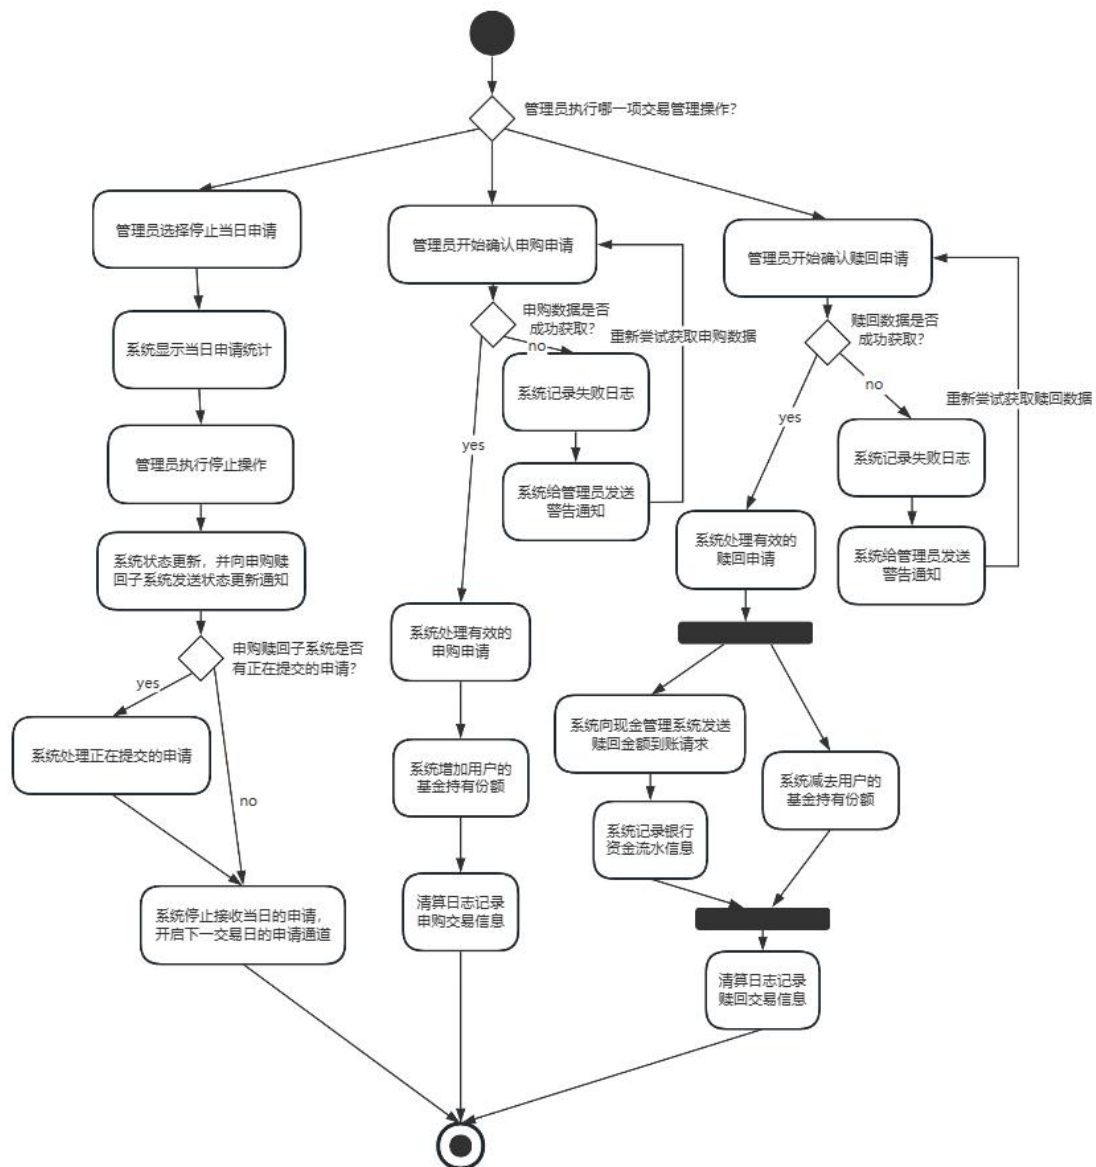 管理员执行哪一项交易管理操作？
管理员选择停止当日申请
系统显示当日申请统计
管理员执行停止操作
系统状态更新，并向申购赎
回子系统发送状态更新通知
申购赎回子系统是否
有正在提交的申请？
yes
系统处理正在提交的申请
no
系统停止接收当日的申请，
开启下一交易日的申请通道
管理员开始确认申购申请
申购数据是否
成功获取？
no
重新尝试获取申购数据
系统记录失败日志
系统给管理员发送
警告通知
yes
系统处理有效的
申购申请
系统增加用户的
基金持有份额
清算日志记录
申购交易信息
管理员开始确认赎回申请
赎回数据是否
成功获取？
no
重新尝试获取赎回数据
系统记录失败日志
系统给管理员发送
警告通知
yes
系统处理有效的
赎回申请
系统向现金管理系统发送
赎回金额到账请求
系统记录银行
资金流水信息
系统减去用户的
基金持有份额
清算日志记录
赎回交易信息